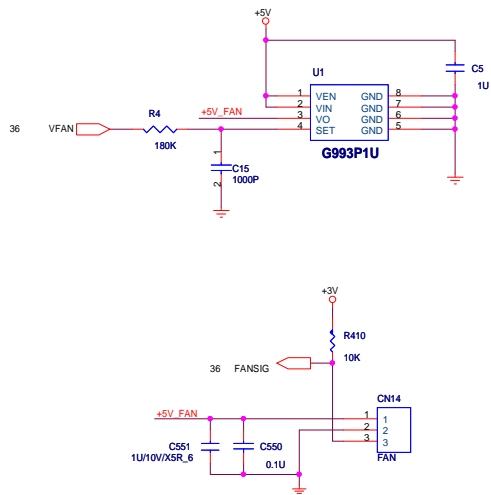 +5V
U1
C5
1U
1 VEN GND 8
2 VIN GND 7
+5V_FAN 3 VO GND 6
4 SET GND 5
G993P1U
36 VFAN
R4
180K
1
C15
1000P
2
+3V
R410
10K
36 FANSIG
CN14
+5V_FAN
1 1
2 2
3 3
FAN
C551
1U/10V/X5R_6
C550
0.1U